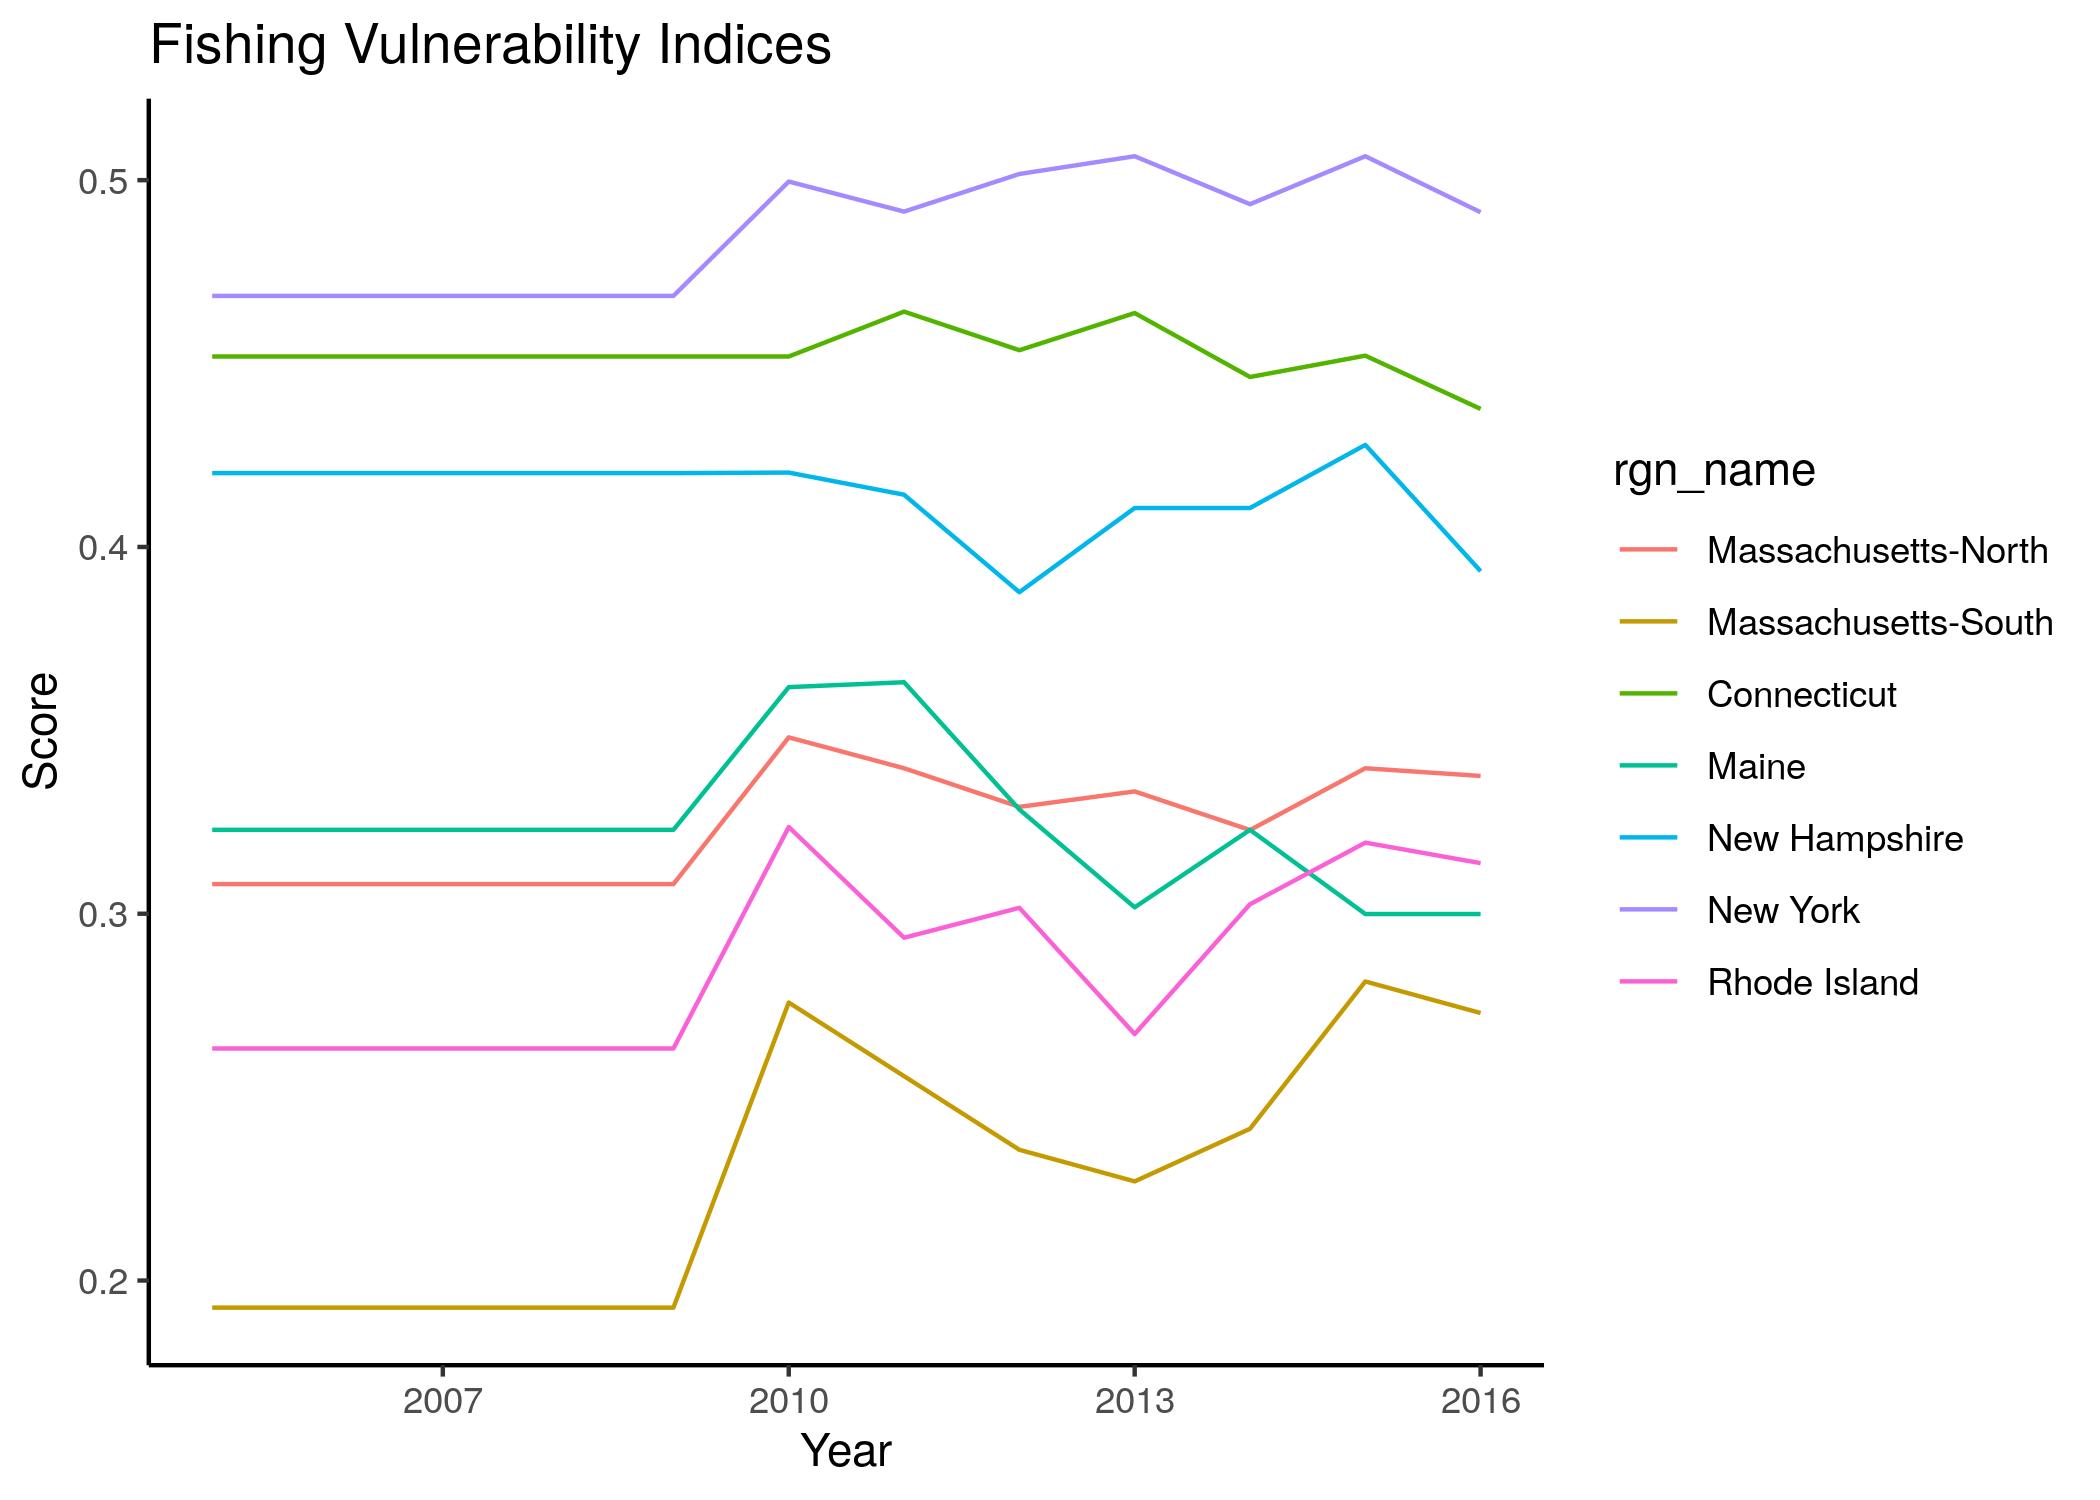 Fishing Vulnerability Indices
0.5
0.4
0.3
0.2
Score
2007
2010
2013
2016
Year
rgn_name
Massachusetts-North
Massachusetts-South
Connecticut
Maine
New Hampshire
New York
Rhode Island